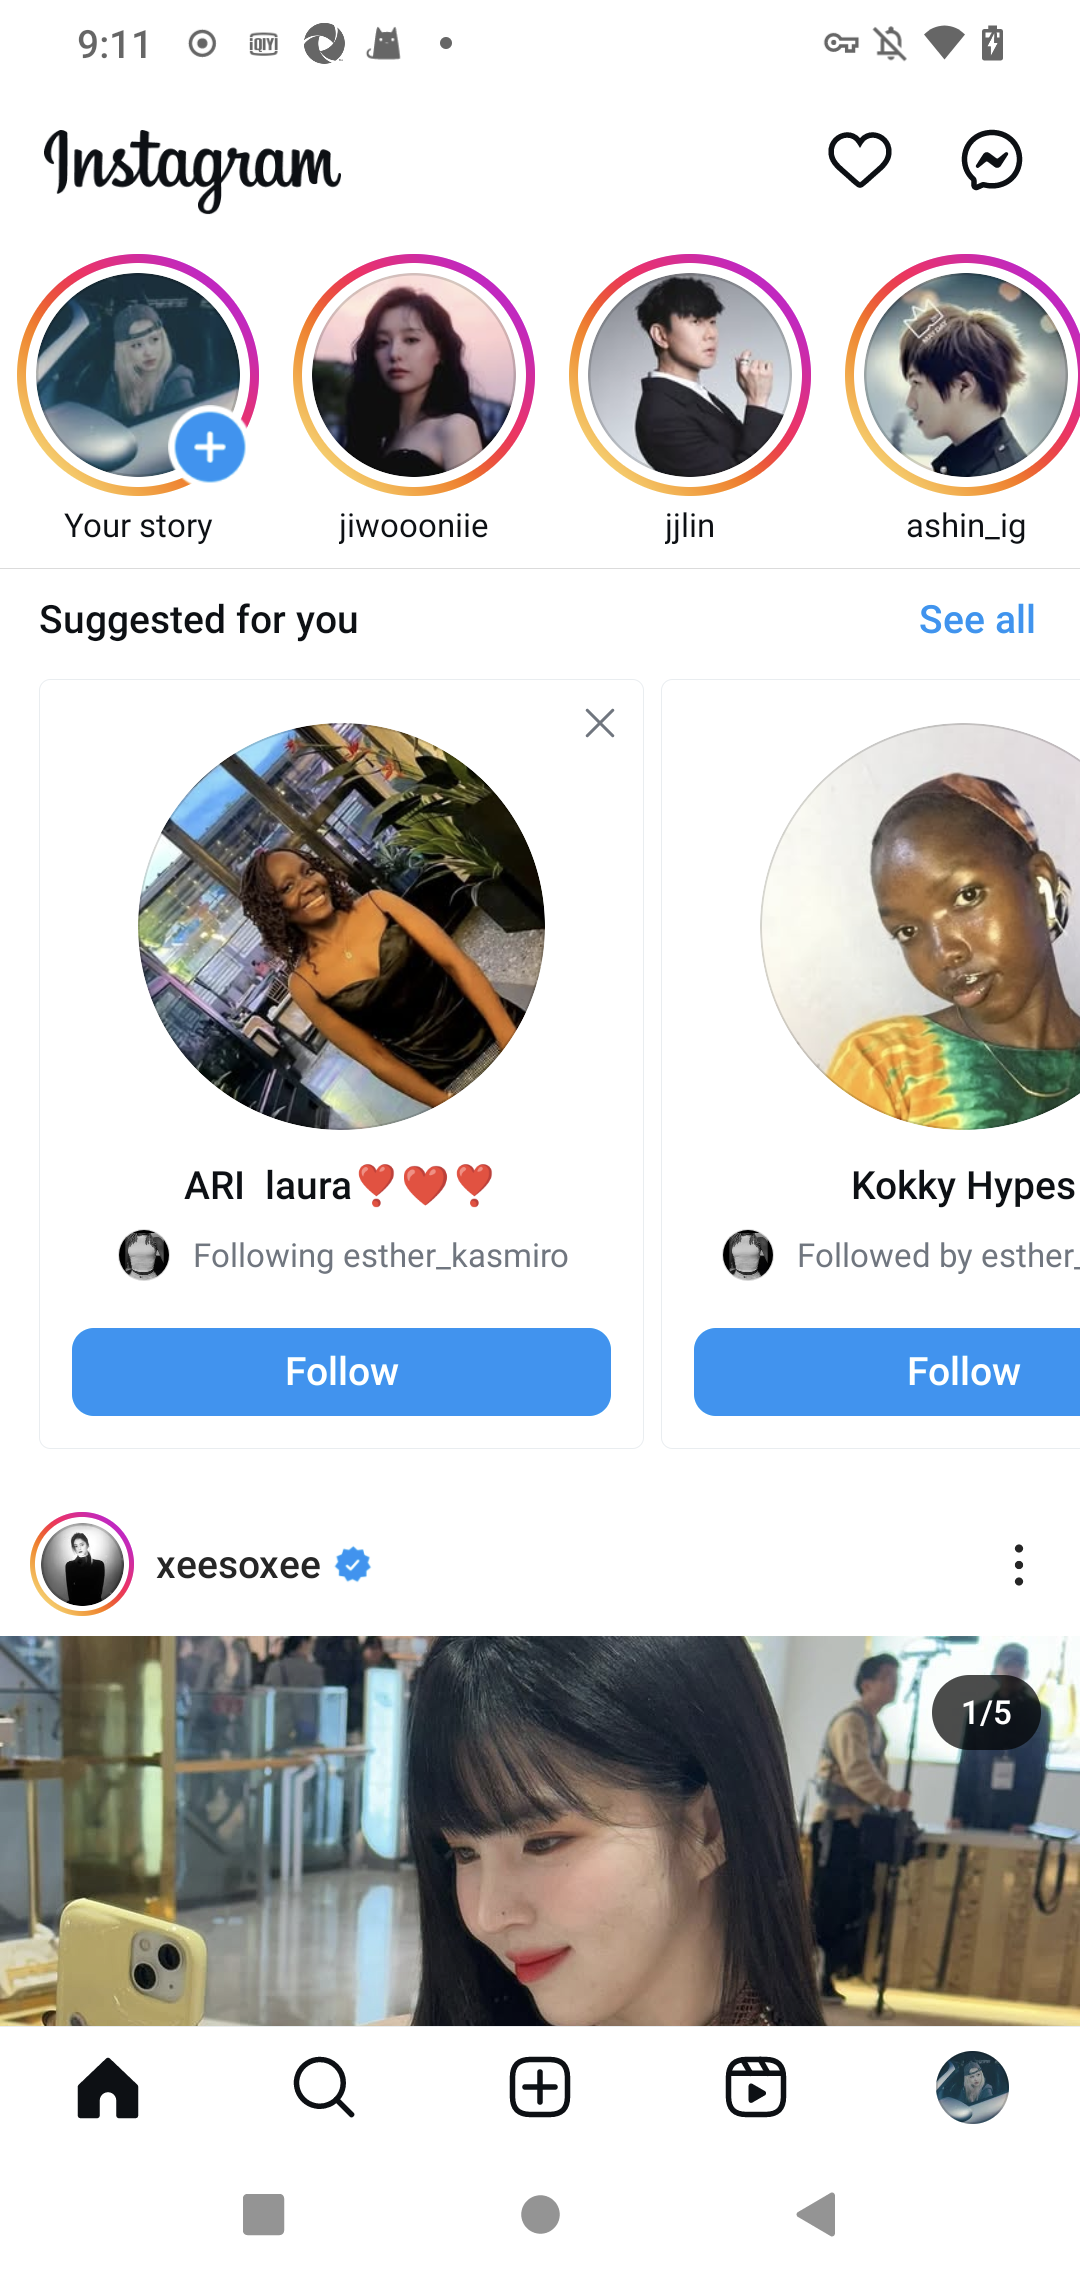 9:11
iQIYI
Instagram
Your story
jiwoooniie
jjlin
ashin_ig
Suggested for you
See all
ARI laura❣️❤️❣️
Kokky Hypes
Following esther_kasmiro
Followed by esther_
Follow
Follow
xeesoxee
1/5